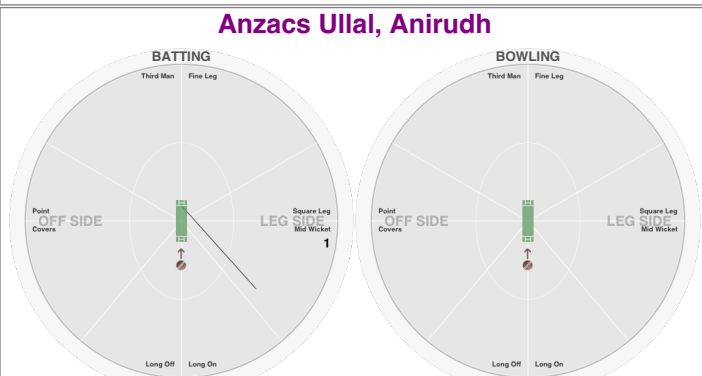 Anzacs Ullal, Anirudh
BATTING
Third Man Fine Leg
Point
OFF SIDE
Covers
Square Leg
LEG SIDE
Mid Wicket
1
Long Off Long On
BOWLING
Third Man Fine Leg
Point
OFF SIDE
Covers
Square Leg
LEG SIDE
Mid Wicket
Long Off Long On